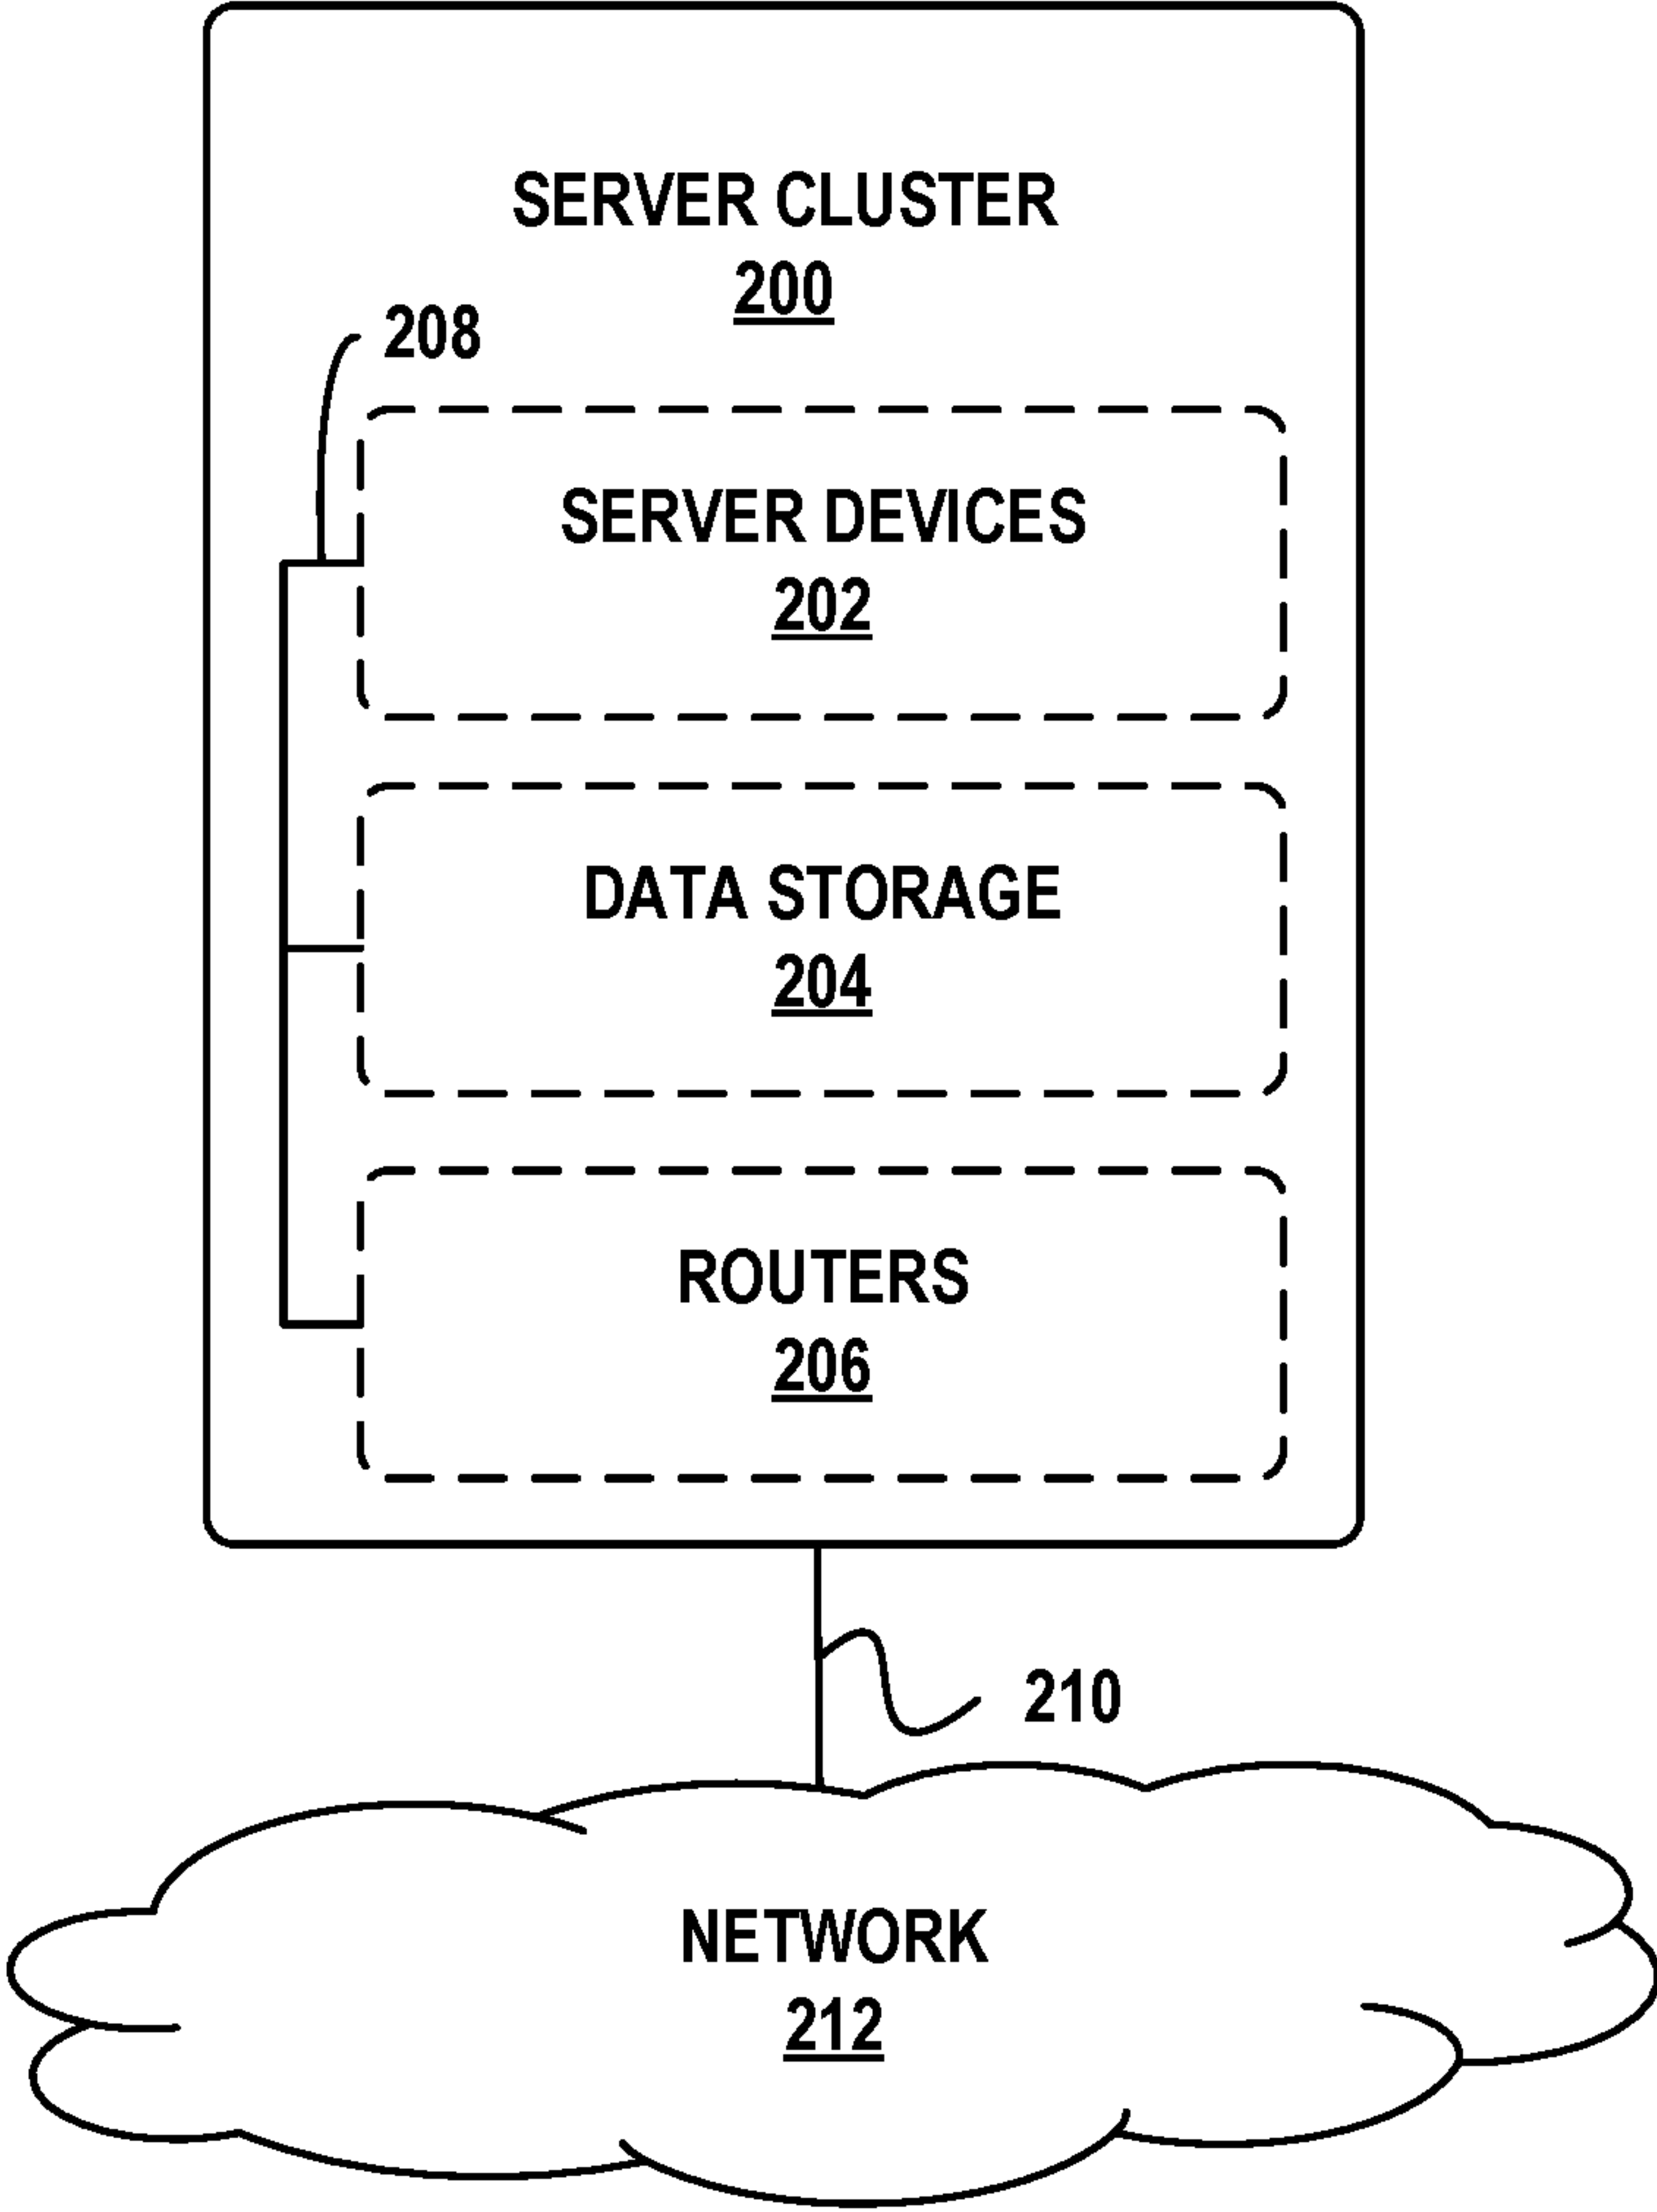 SERVER CLUSTER
200
208
SERVER DEVICES
202
DATA STORAGE
204
ROUTERS
206
210
NETWORK
212